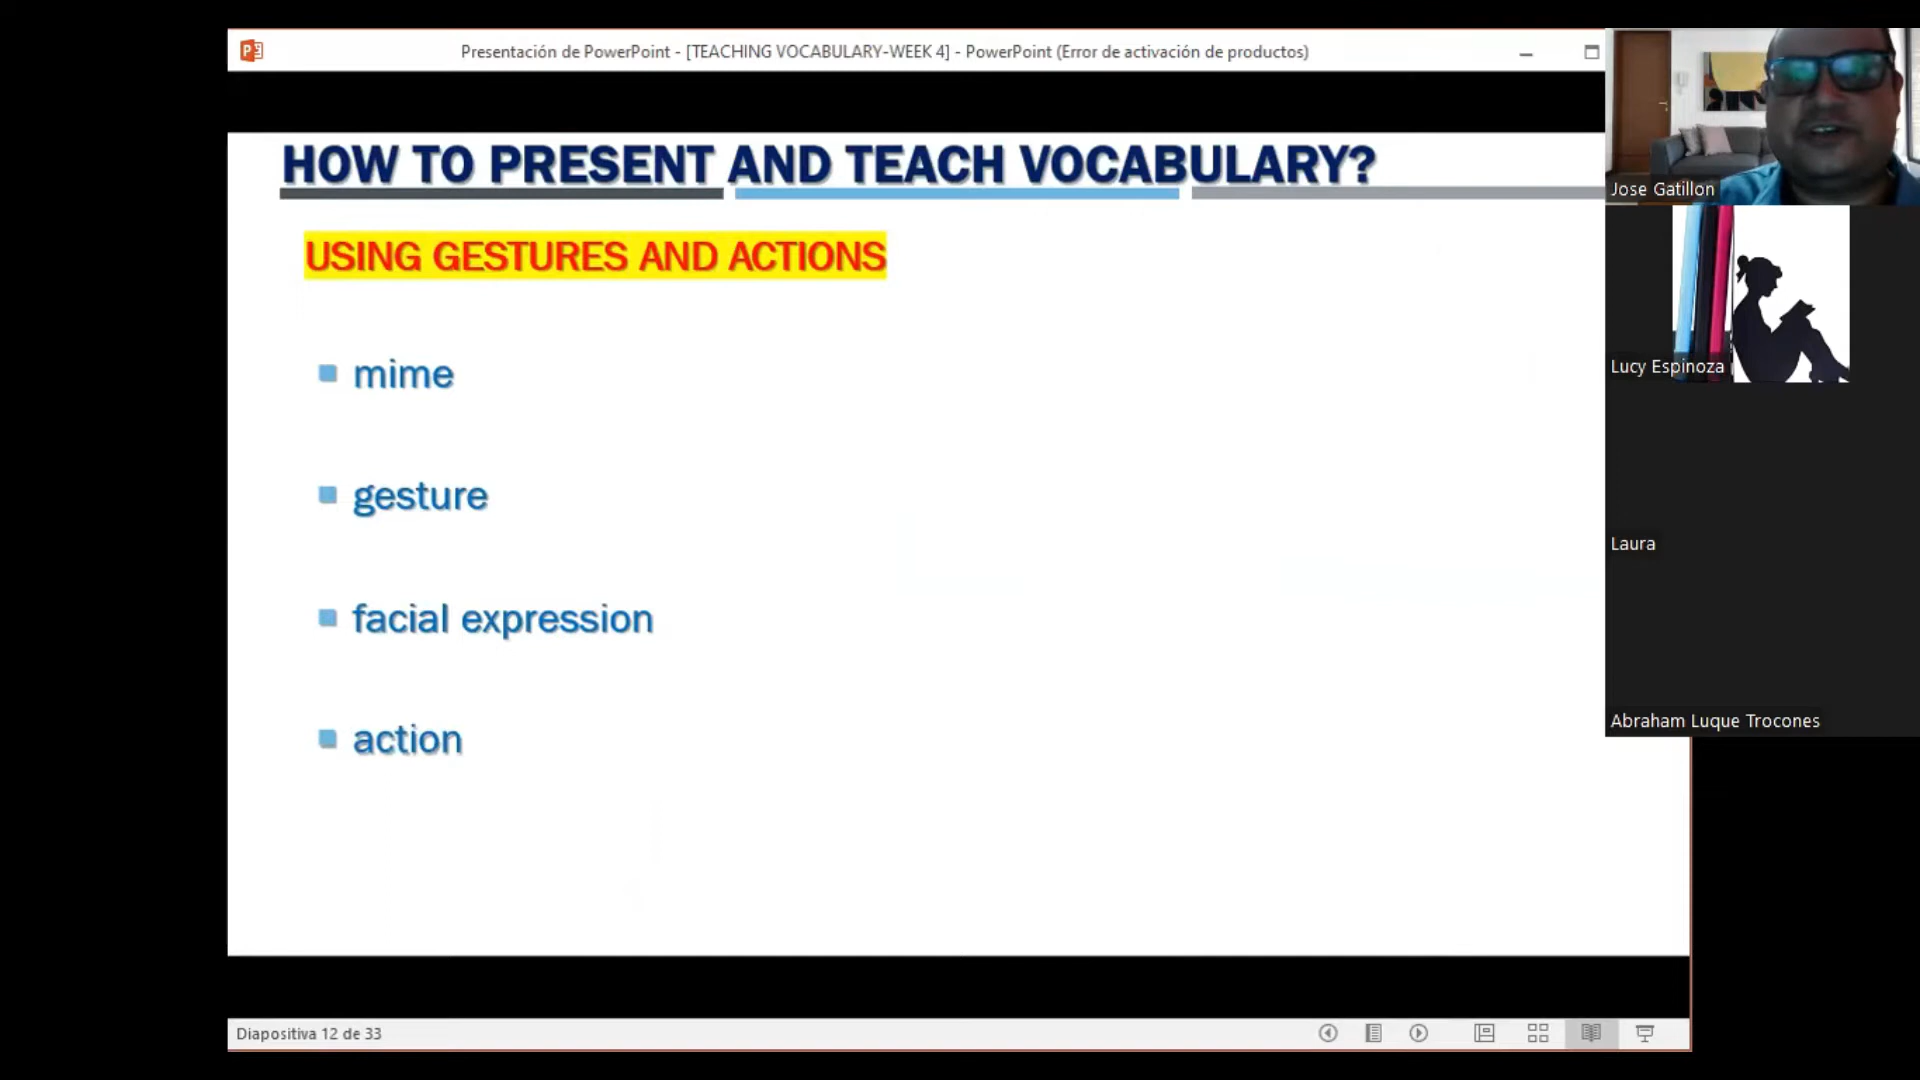 Presentación de PowerPoint - [TEACHING VOCABULARY-WEEK 4] - PowerPoint (Error de activación de productos)
HOW TO PRESENT AND TEACH VOCABULARY?
USING GESTURES AND ACTIONS
mime
gesture
facial expression
action
Diapositiva 12 de 33
Jose Gatillon
Lucy Espinoza
Laura
Abraham Luque Trocones